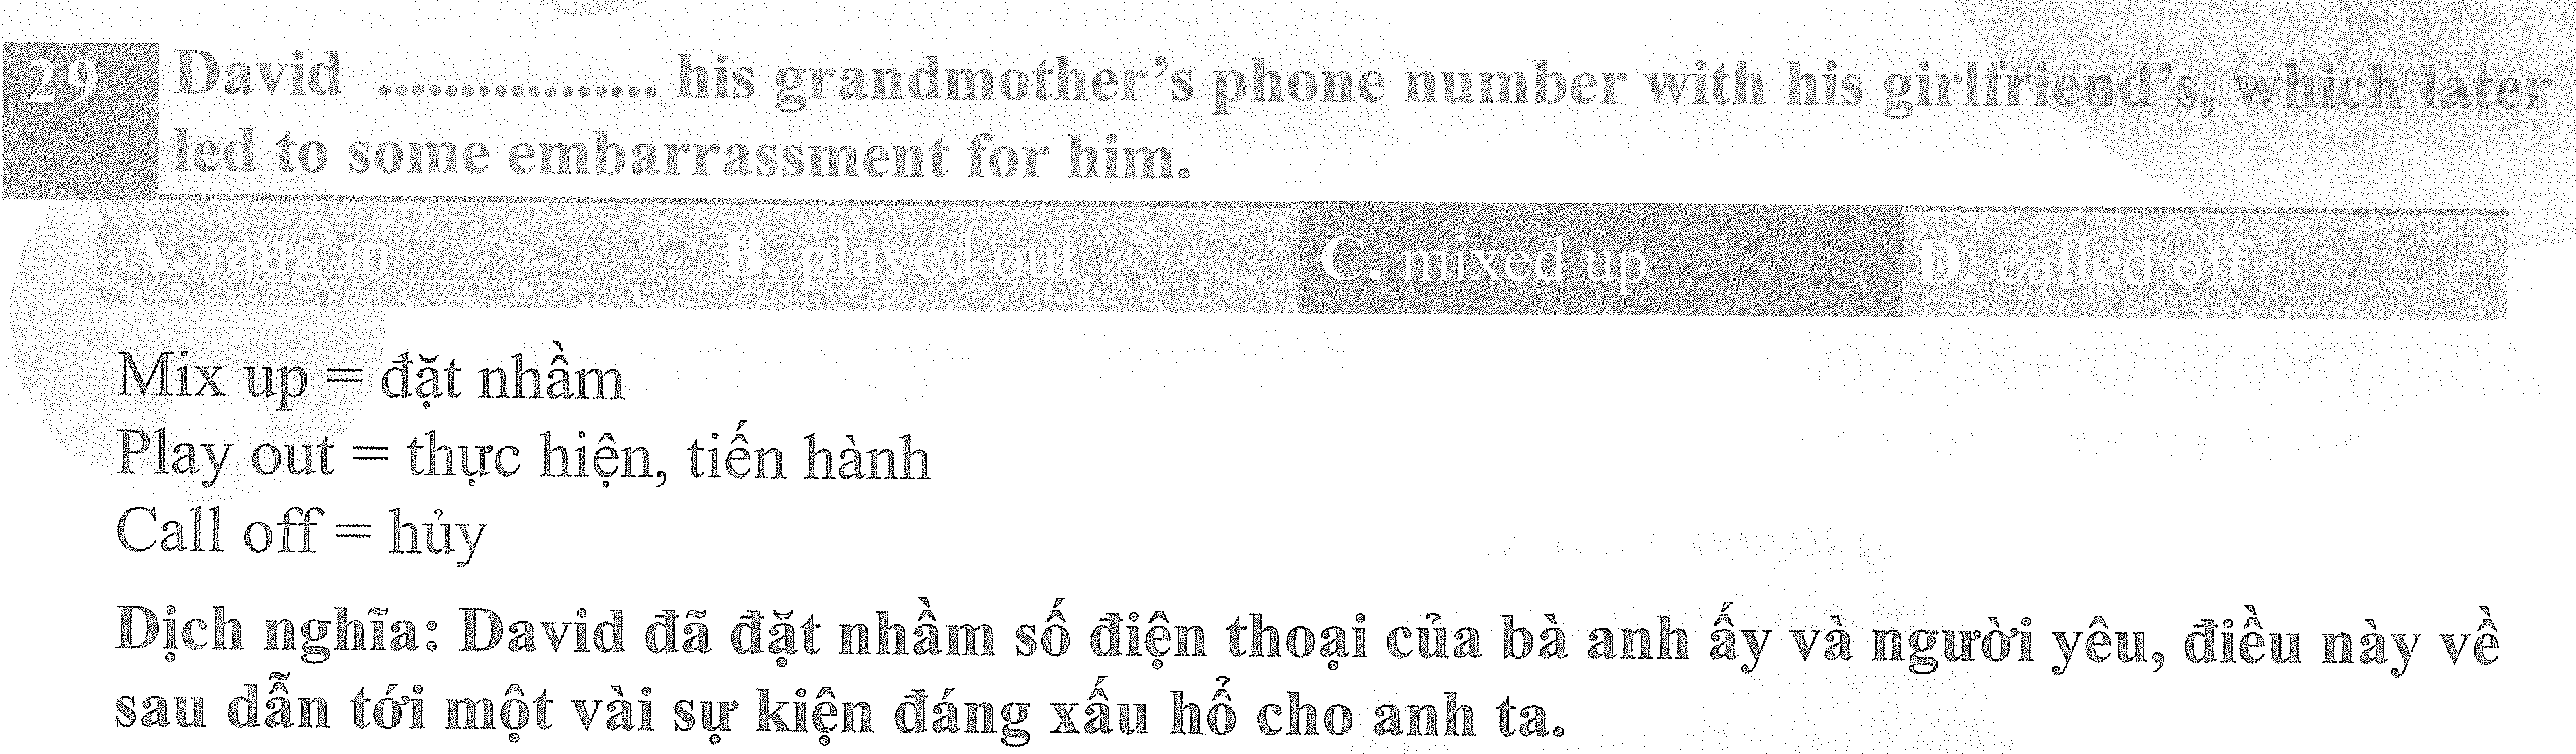 29 David ................ his grandmother’s phone number with his girlfriend’s, which later
led to some embarrassment for him.
A. rang in B. played out C. mixed up D. called off
Mix up = đặt nhầm
Play out = thực hiện, tiến hành
Call off = hủy
Dịch nghĩa: David đã đặt nhầm số điện thoại của bà anh ấy và người yêu, điều này về
sau dẫn tới một vài sự kiện đáng xấu hổ cho anh ta.